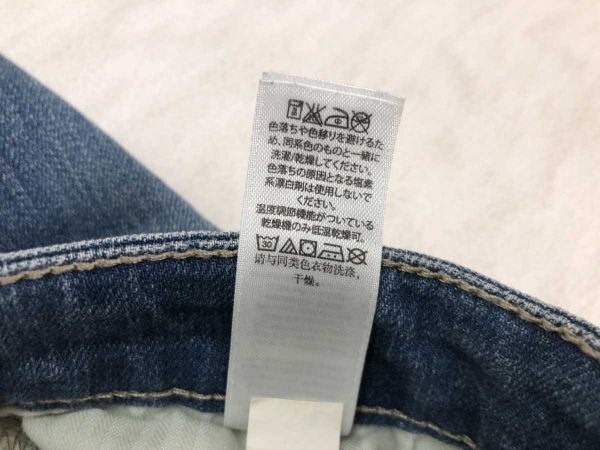 色落ちや色移りを避けるた
め、同系色のものと一緒に
洗濯/乾燥してください。
色落ちの原因となる塩素
系漂白剤は使用しないで
ください。
温度調節機能がついている
乾燥機のみ低温乾燥可。
30
请与同类色衣物洗涤,
干燥。